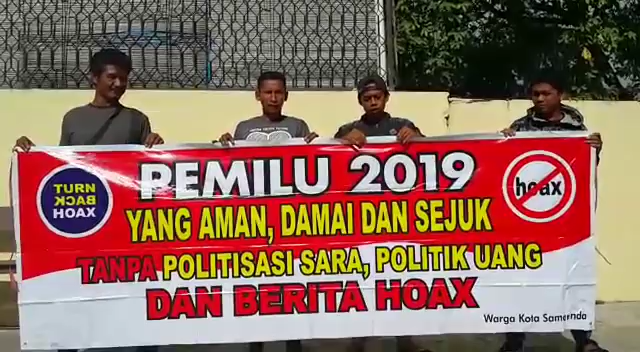 TURN
BACK
HOAX
PEMILU 2019
hoax
YANG AMAN, DAMAI DAN SEJUK
TANPA POLITISASI SARA, POLITIK UANG
DAN BERITA HOAX
Warga Kota Samarinda